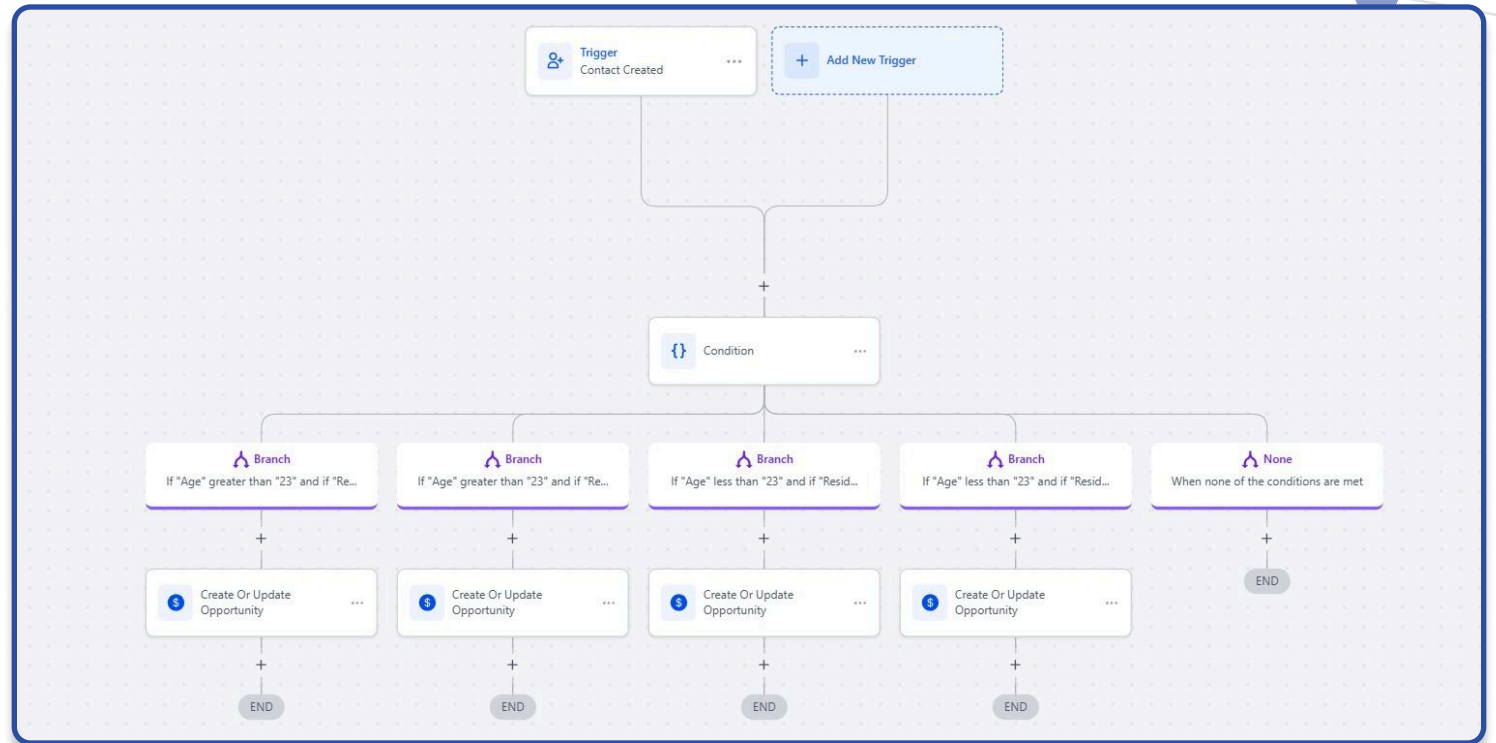 Trigger
Contact Created
Add New Trigger
Condition
Branch
If "Age" greater than "23" and if "Re...
Branch
If "Age" greater than "23" and if "Re...
Branch
If "Age" less than "23" and if "Resid...
Branch
If "Age" less than "23" and if "Resid...
None
When none of the conditions are met
Create Or Update
Opportunity
Create Or Update
Opportunity
Create Or Update
Opportunity
Create Or Update
Opportunity
END
END
END
END
END